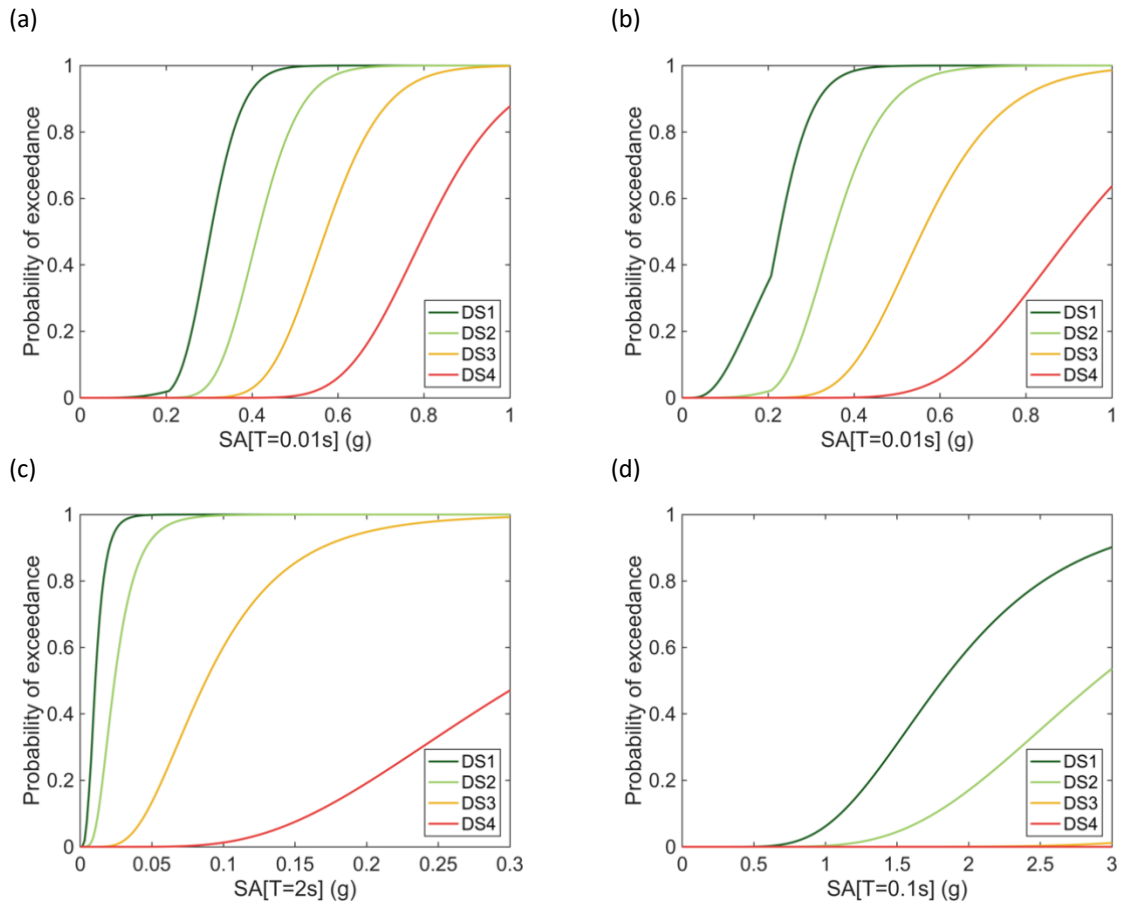 (a)
(b)
Probability of exceedance
1
0.8
0.6
0.4
0.2
0
0 0.2 0.4 0.6 0.8 1
SA[T=0.01s] (g)
DS1
DS2
DS3
DS4
Probability of exceedance
1
0.8
0.6
0.4
0.2
0
0 0.2 0.4 0.6 0.8 1
SA[T=0.01s] (g)
DS1
DS2
DS3
DS4
(c)
(d)
Probability of exceedance
1
0.8
0.6
0.4
0.2
0
0 0.05 0.1 0.15 0.2 0.25 0.3
SA[T=2s] (g)
DS1
DS2
DS3
DS4
Probability of exceedance
1
0.8
0.6
0.4
0.2
0
0 0.5 1 1.5 2 2.5 3
SA[T=0.1s] (g)
DS1
DS2
DS3
DS4